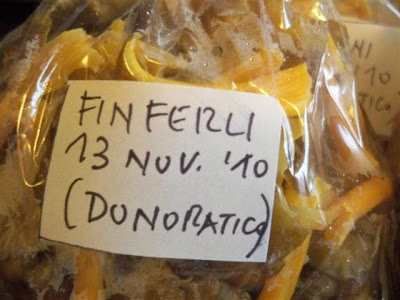 FINFERLI
13 NOV. '10
(DONORATICO)